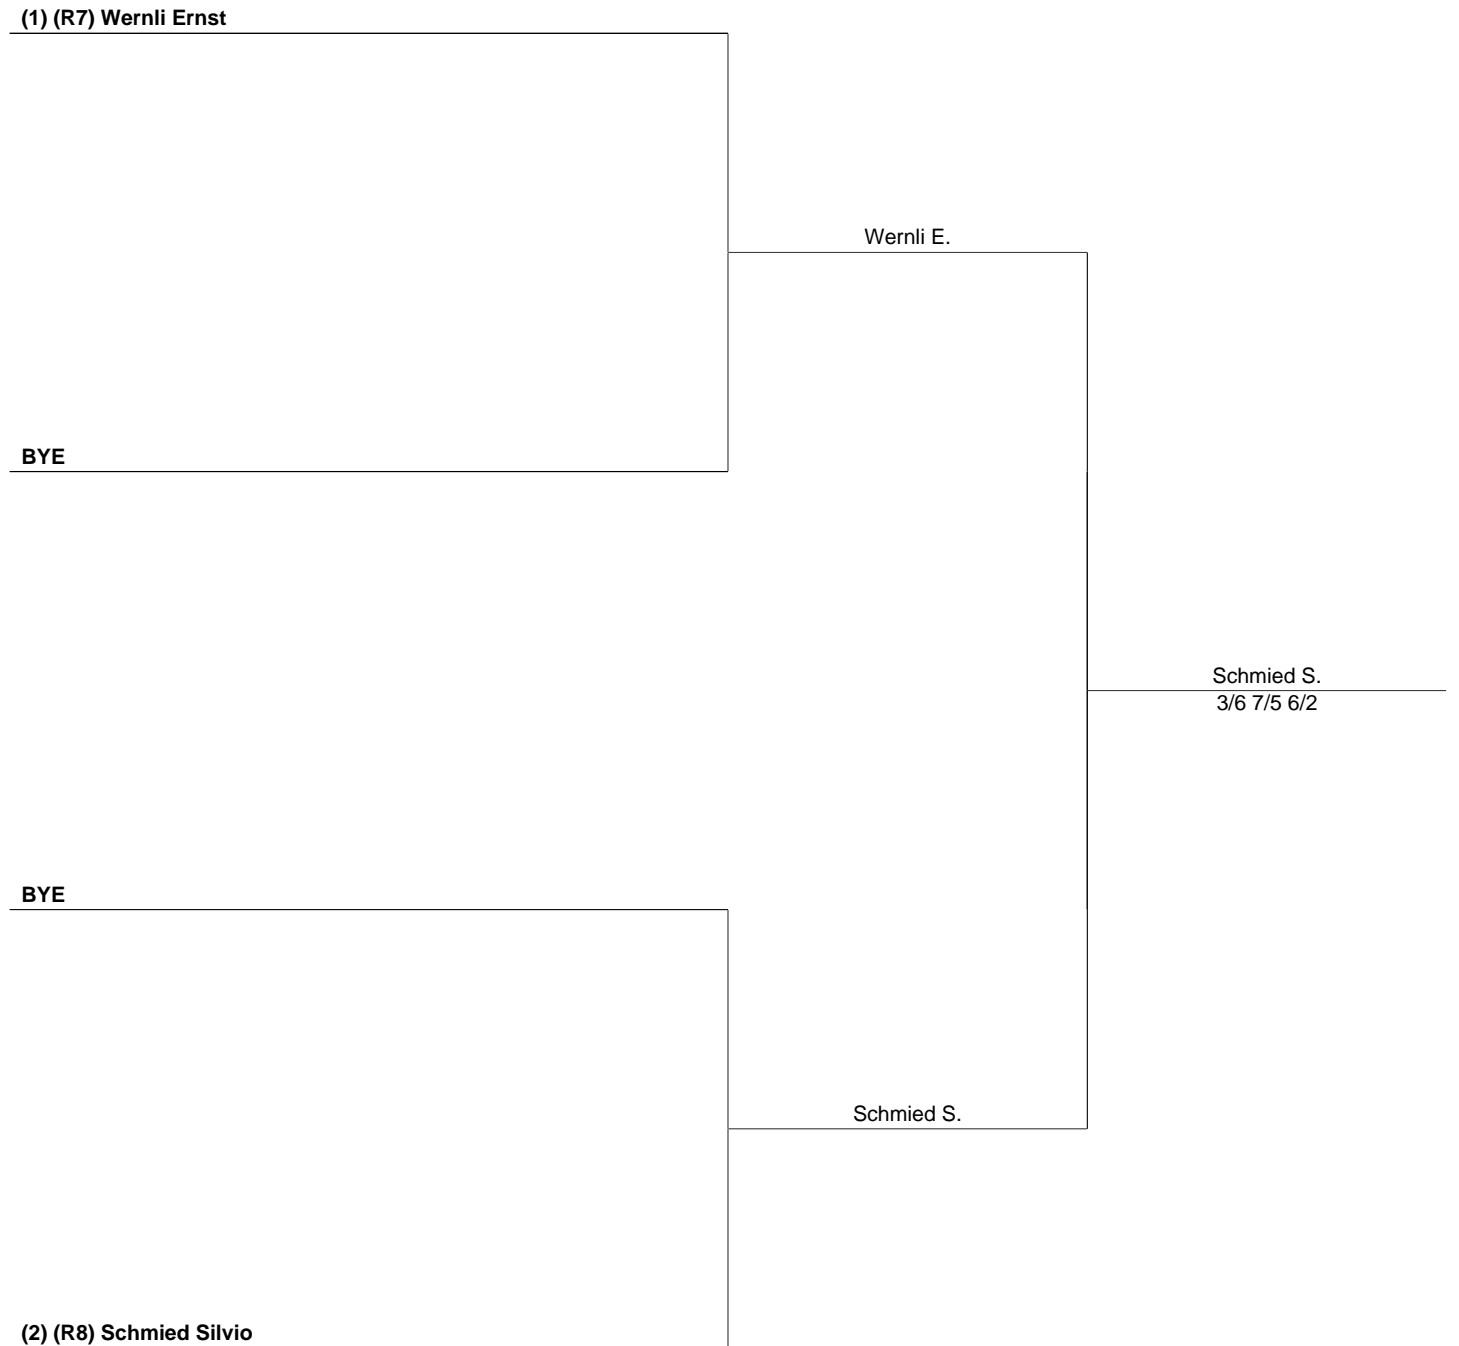 (1) (R7) Wernli Ernst
Wernli E.
BYE
Schmied S.
3/6 7/5 6/2
BYE
Schmied S.
(2) (R8) Schmied Silvio